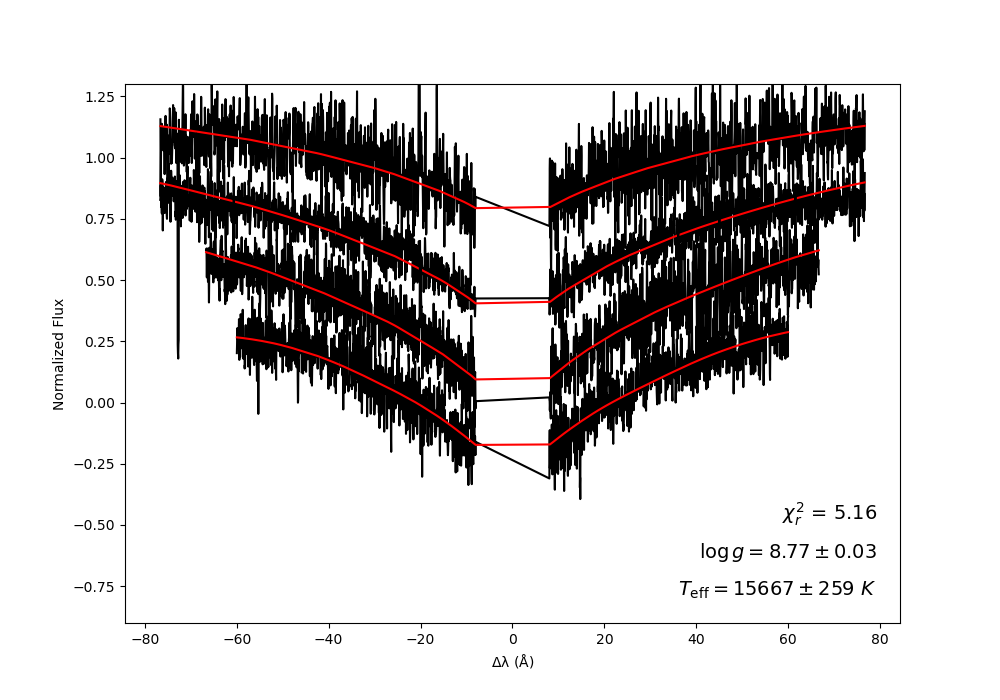 1.25
1.00
0.75
0.50
0.25
0.00
−0.25
−0.50
−0.75
Normalized Flux
χ²ᵣ = 5.16
log g = 8.77 ± 0.03
T_eff = 15667 ± 259 K
−80 −60 −40 −20 0 20 40 60 80
Δλ (Å)